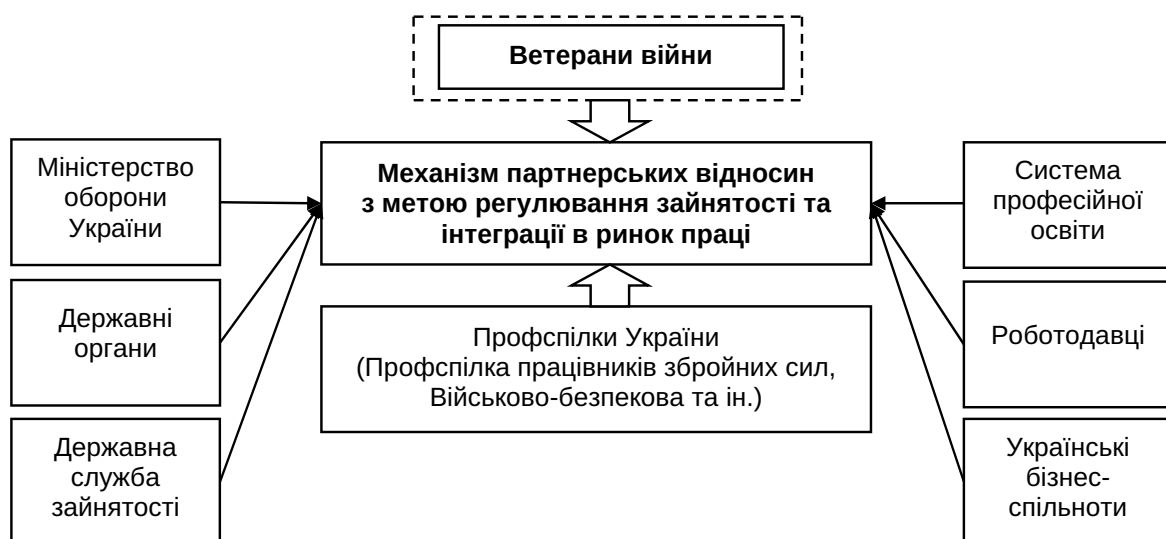 Ветерани війни
Міністерство
оборони
України
Механізм партнерських відносин
з метою регулювання зайнятості та
інтеграції в ринок праці
Система
професійної
освіти
Державні
органи
Профспілки України
(Профспілка працівників збройних сил,
Військово-безпекова та ін.)
Роботодавці
Державна
служба
зайнятості
Українські
бізнес-
спільноти